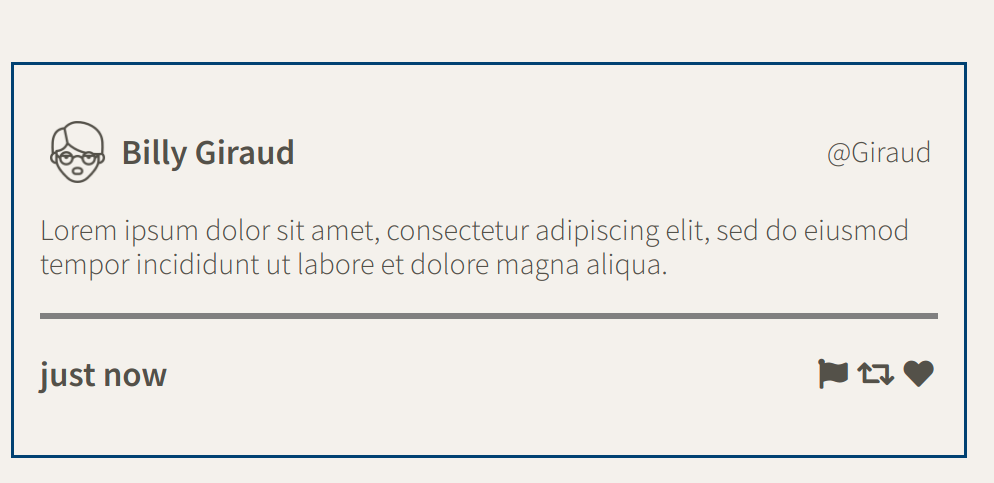 Billy Giraud @Giraud
Lorem ipsum dolor sit amet, consectetur adipiscing elit, sed do eiusmod
tempor incididunt ut labore et dolore magna aliqua.
just now